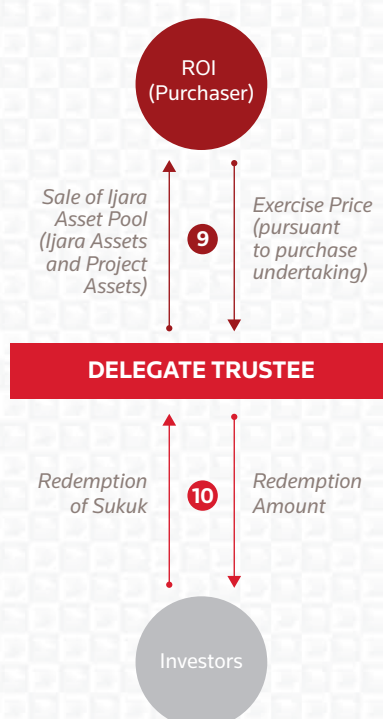 ROI
(Purchaser)
Sale of Ijara
Asset Pool
(Ijara Assets
and Project
Assets)
9
Exercise Price
(pursuant
to purchase
undertaking)
DELEGATE TRUSTEE
Redemption
of Sukuk
10
Redemption
Amount
Investors